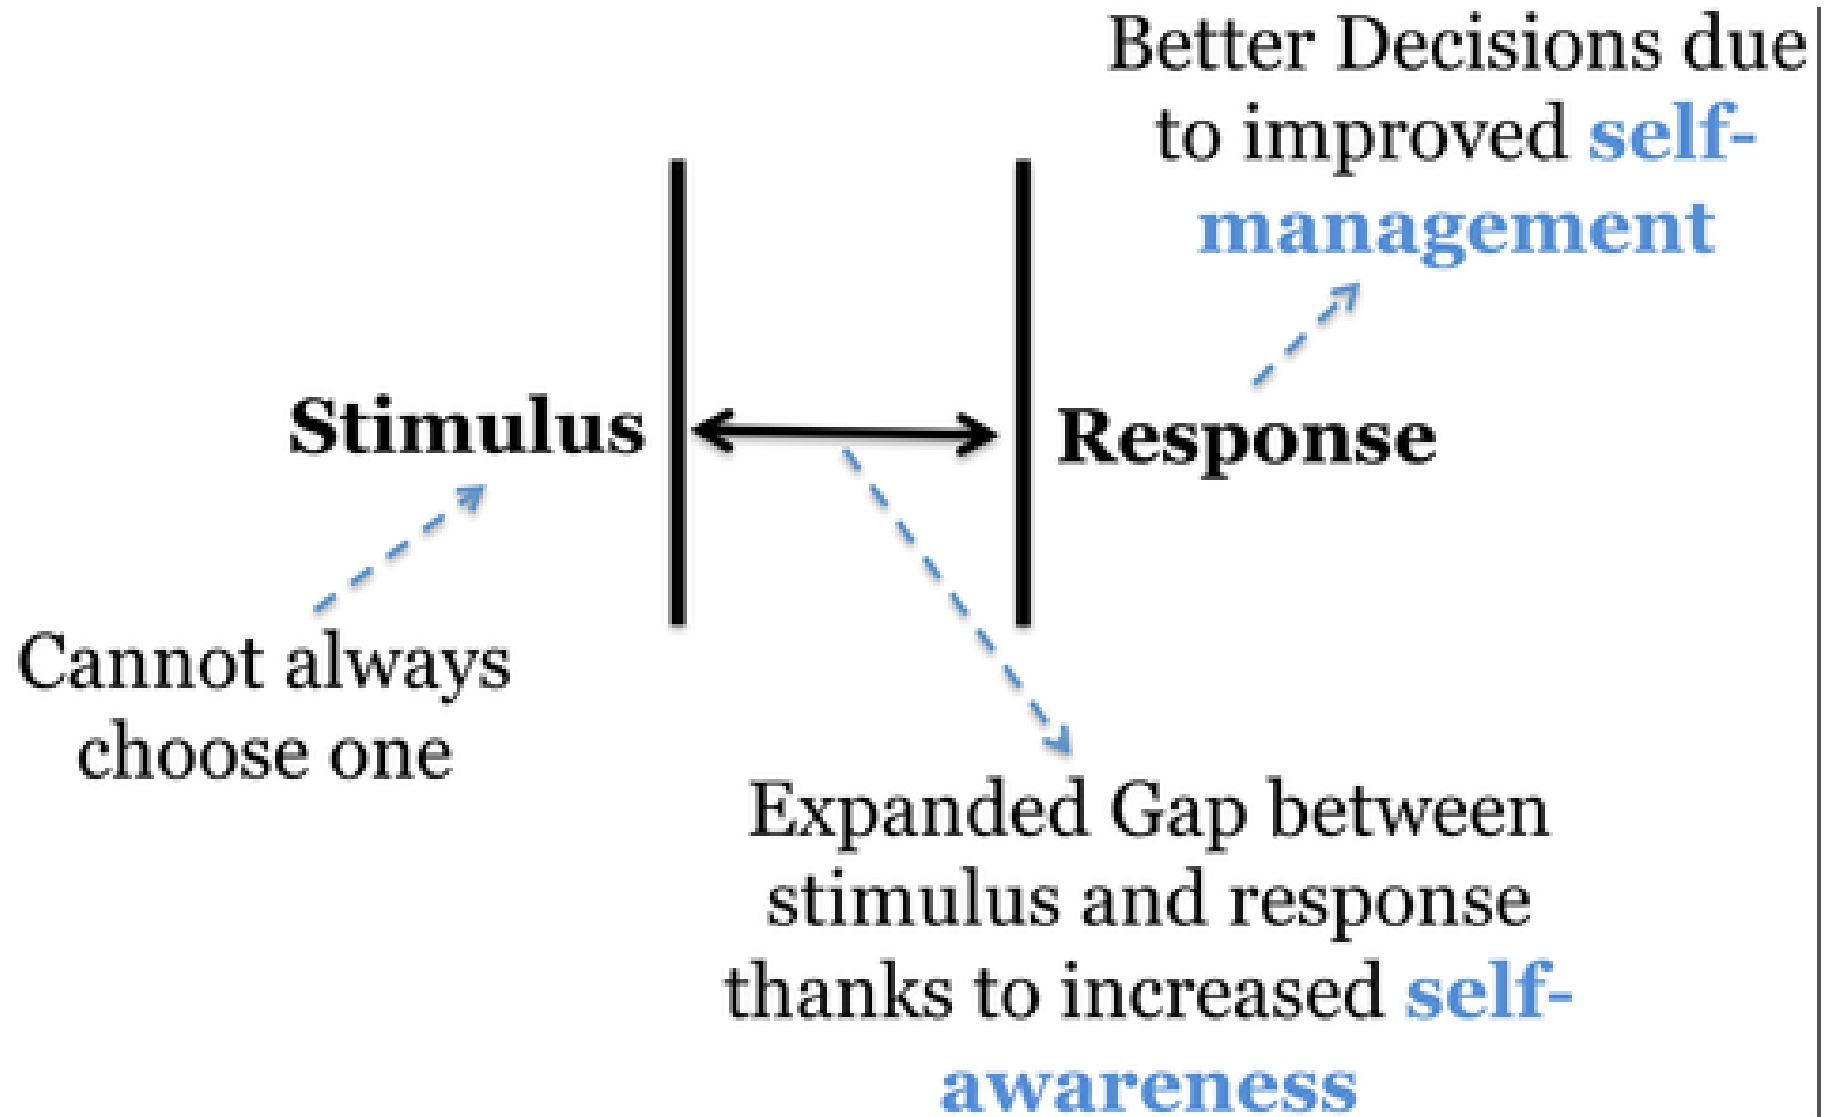 Better Decisions due
to improved self-
management
Stimulus
Response
Cannot always
choose one
Expanded Gap between
stimulus and response
thanks to increased self-
awareness